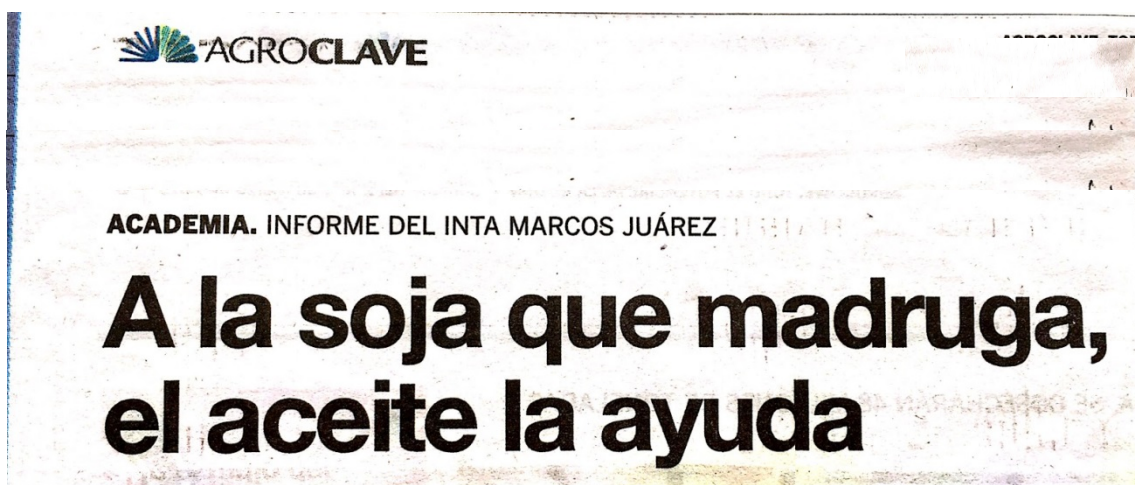 AGROCLAVE
ACADEMIA. INFORME DEL INTA MARCOS JUÁREZ
A la soja que madruga,
el aceite la ayuda